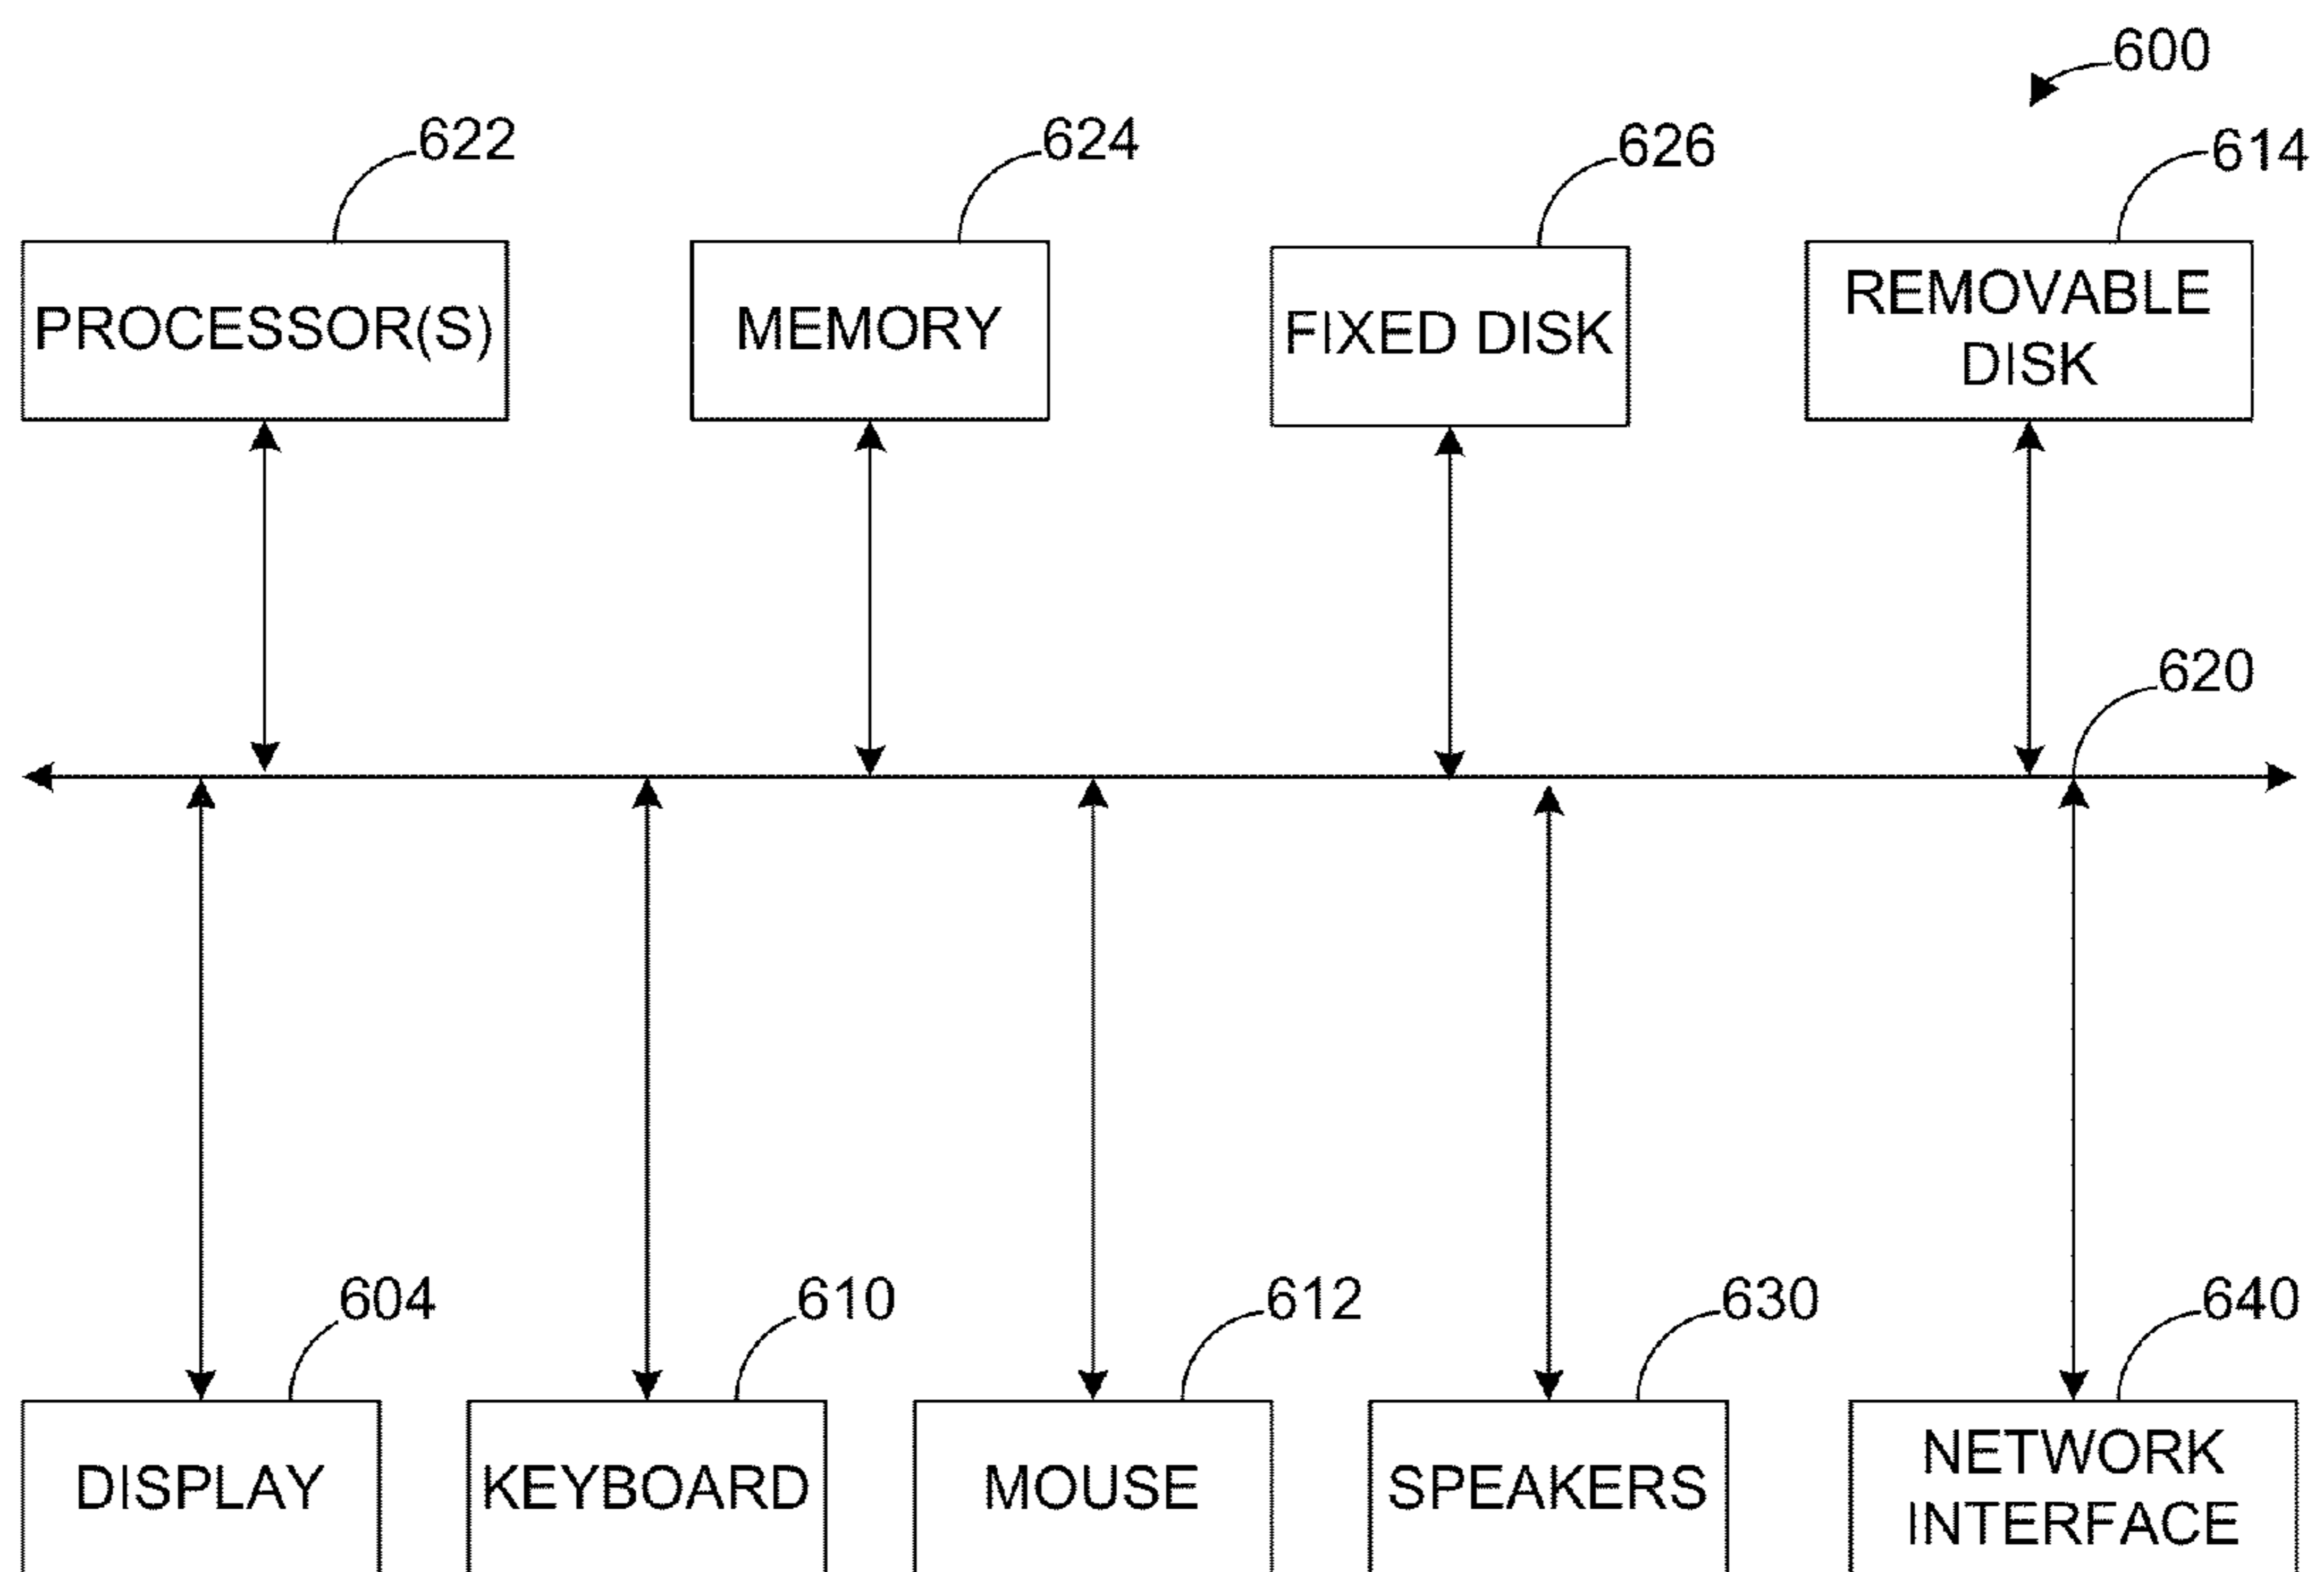 600
622
624
626
614
PROCESSOR(S)
MEMORY
FIXED DISK
REMOVABLE
DISK
620
604
610
612
630
640
DISPLAY
KEYBOARD
MOUSE
SPEAKERS
NETWORK
INTERFACE